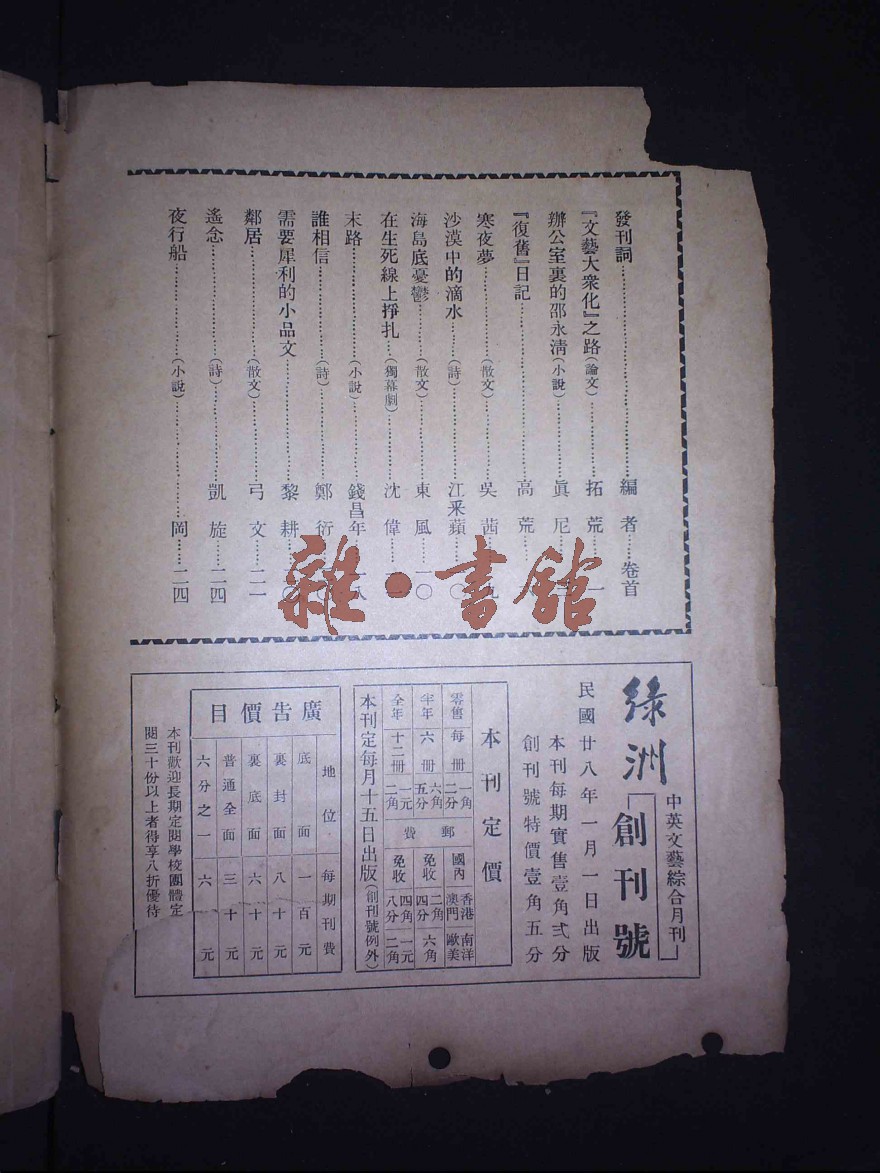 發刊詞……編者……卷首
『文藝大衆化』之路(論文)……拓荒……一
辦公室裏的邵永淸(小說)……眞尼
『復舊』日記……高荒
寒夜夢……(散文)……吳茜
沙漠中的滴水……(詩)……江采蘋
海島底憂鬱……(散文)……東風……一〇
在生死線上掙扎……(獨幕劇)……沈偉
末路……(小說)……錢昌年
誰相信……(詩)……鄭衍
需要犀利的小品文……黎耕
鄰居……(散文)……弓文……二二
遙念……(詩)……凱旋……二四
夜行船……(小說)……岡……二四
雜·書館
中英文藝綜合月刊
綠洲「創刊號」
民國廿八年一月一日出版
本刊每期實售壹角弍分
創刊號特價壹角五分
本刊定價
零售 每冊 一角二分 郵費 國內 香港澳門 南洋歐美
半年 六冊 六角五分 免收 二角四分 六角
全年 十二冊 一元二角 免收 四角八分 一元二角
本刊定每月十五日出版(創刊號例外)
廣告價目
地位 每期刊費
底面 一百元
裏封面 八十元
裏底面 六十元
普通全面 三十元
六分之一 六元
本刊歡迎長期定閱學校團體定
閱三十份以上者得享八折優待